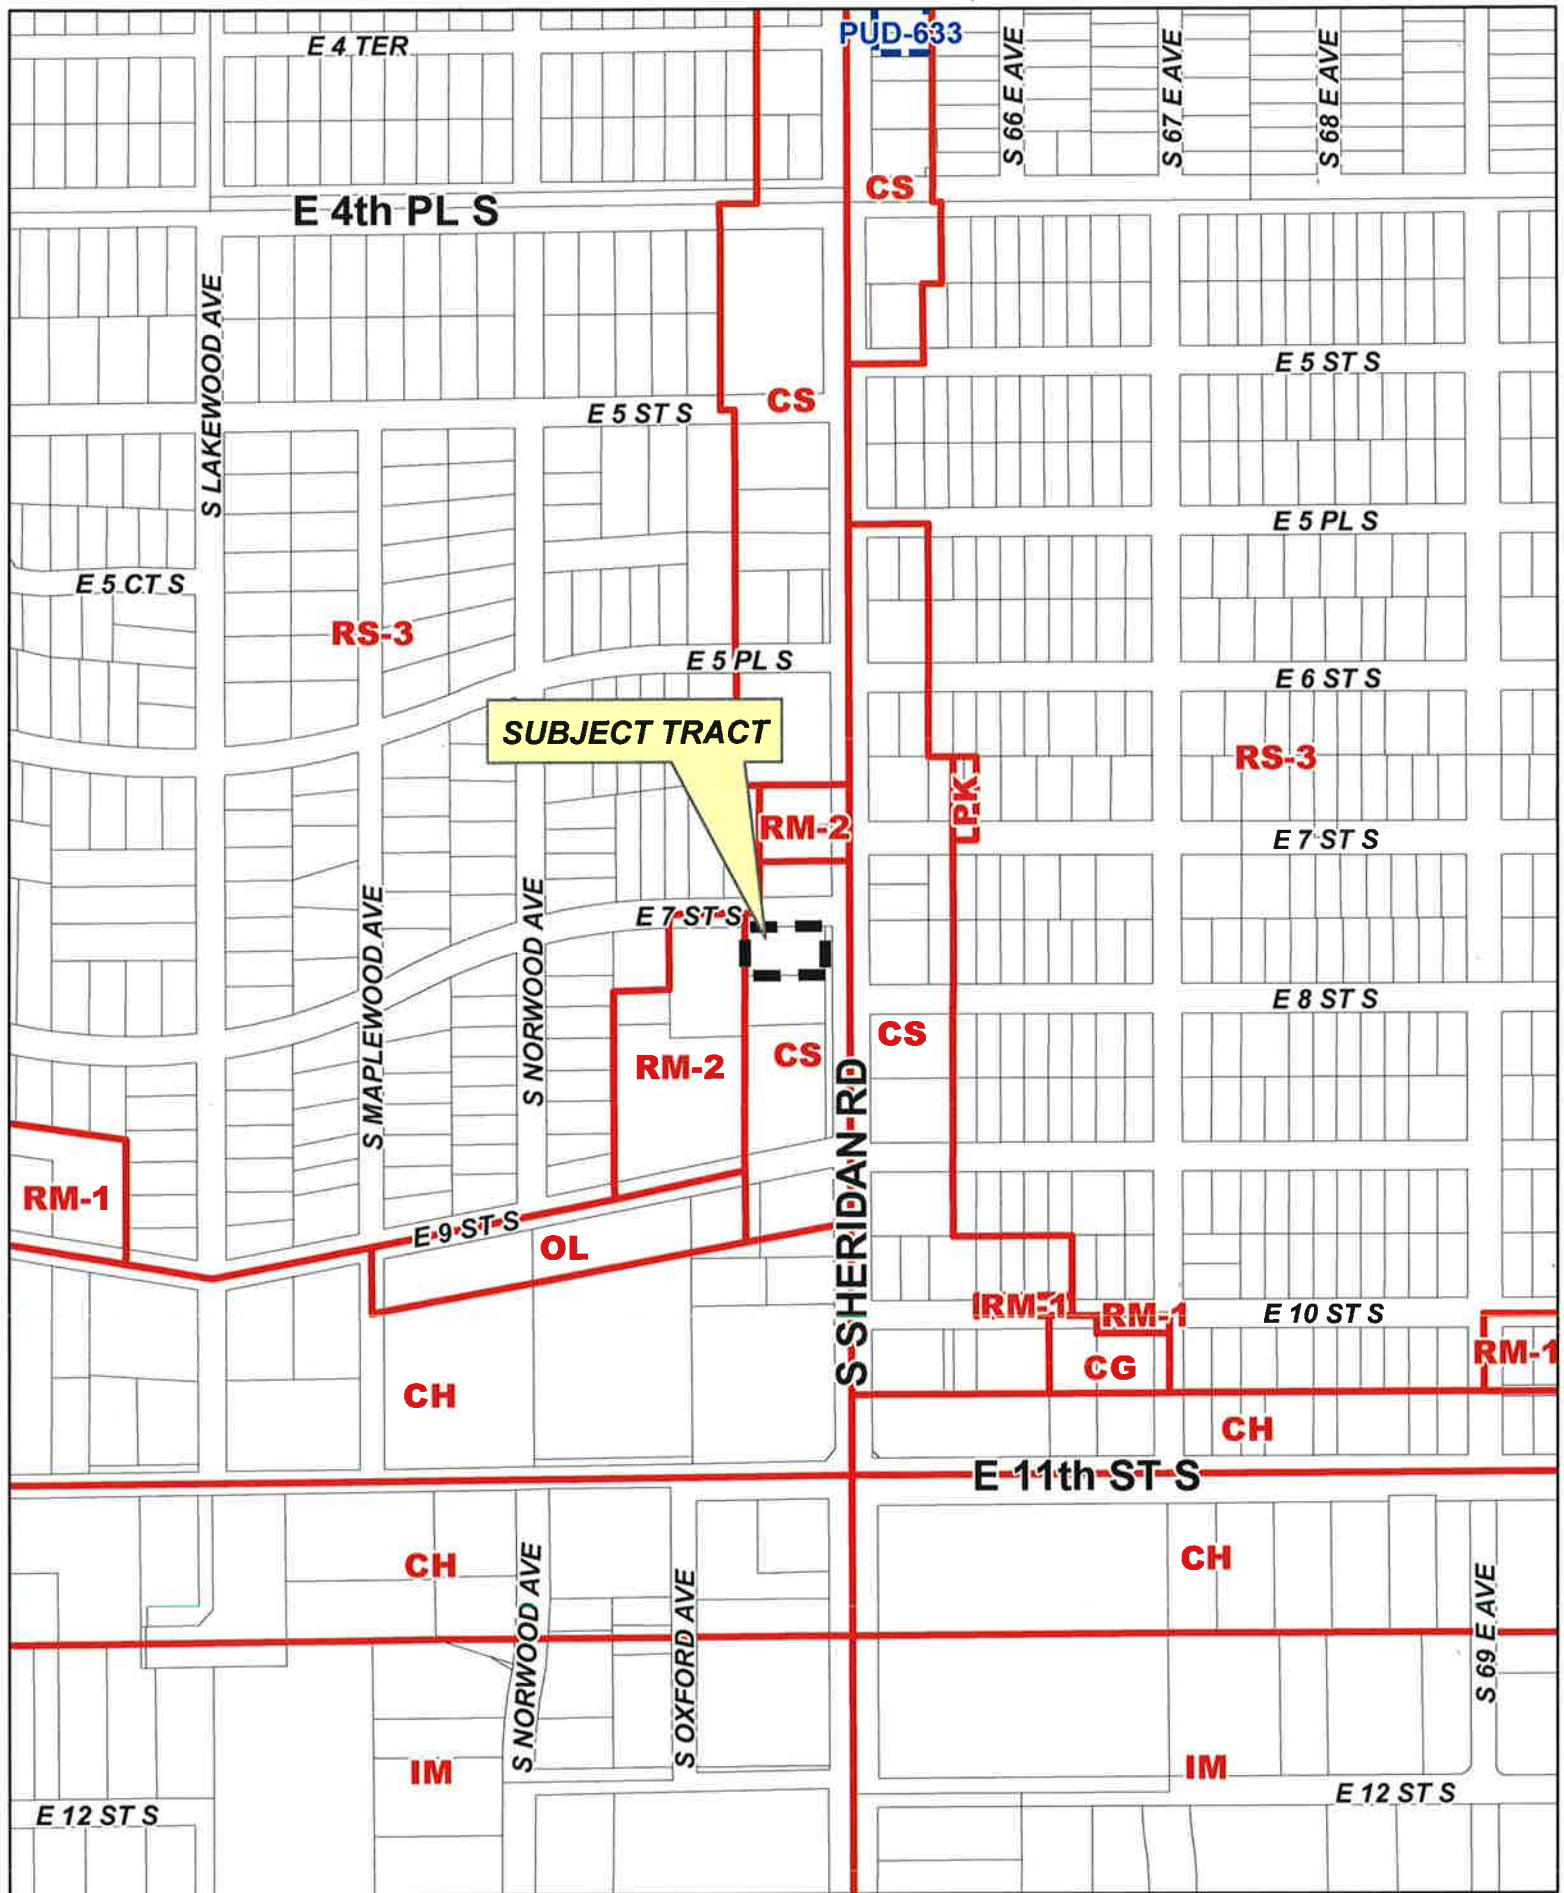 E 4 TER
PUD-633
S 66 E AVE
S 67 E AVE
S 68 E AVE
CS
E 4th PL S
S LAKEWOOD AVE
E 5 ST S
CS
E 5 ST S
E 5 PL S
E 5 CT S
RS-3
E 5 PL S
E 6 ST S
SUBJECT TRACT
RS-3
PK
RM-2
E 7 ST S
S MAPLEWOOD AVE
S NORWOOD AVE
E 7 ST S
E 8 ST S
CS
CS
RM-2
S SHERIDAN RD
RM-1
E 9 ST S
OL
RM-1
RM-1
E 10 ST S
RM-1
CG
CH
CH
E 11th ST S
CH
CH
S NORWOOD AVE
S OXFORD AVE
S 69 E AVE
IM
IM
E 12 ST S
E 12 ST S